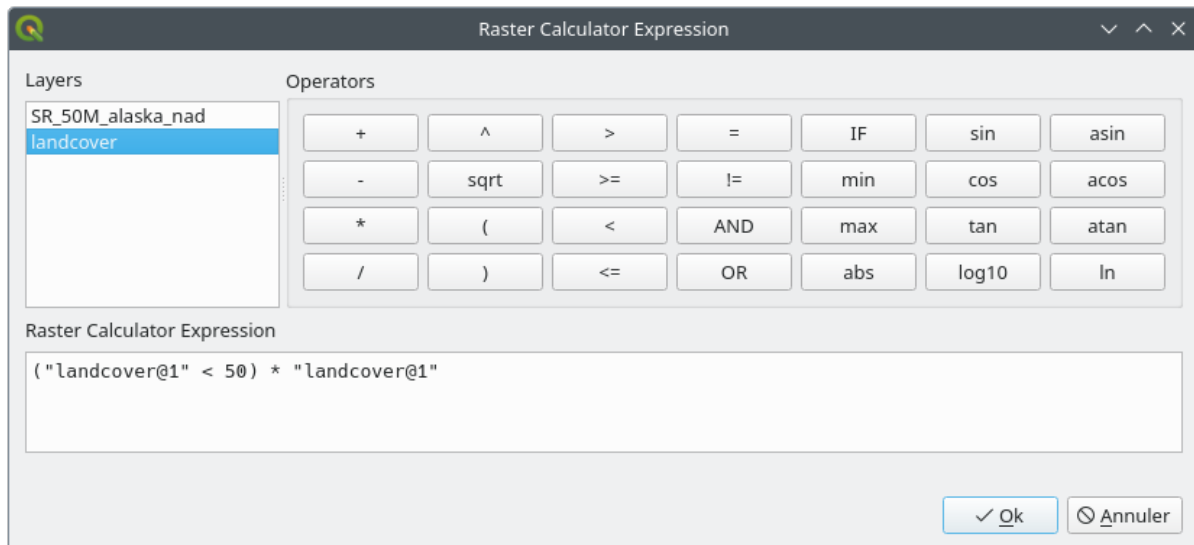 Raster Calculator Expression
Layers
Operators
SR_50M_alaska_nad
landcover
+ ^ > = IF sin asin
- sqrt >= != min cos acos
* ( < AND max tan atan
/ ) <= OR abs log10 ln
Raster Calculator Expression
("landcover@1" < 50) * "landcover@1"
Ok
Annuler